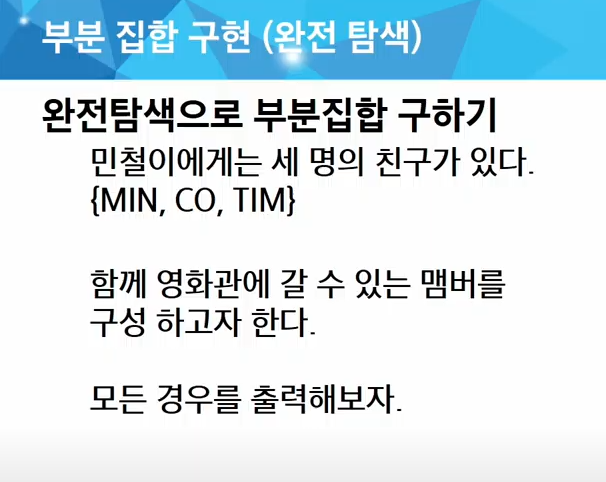 부분 집합 구현 (완전 탐색)
완전탐색으로 부분집합 구하기
민철이에게는 세 명의 친구가 있다.
{MIN, CO, TIM}
함께 영화관에 갈 수 있는 맴버를
구성 하고자 한다.
모든 경우를 출력해보자.